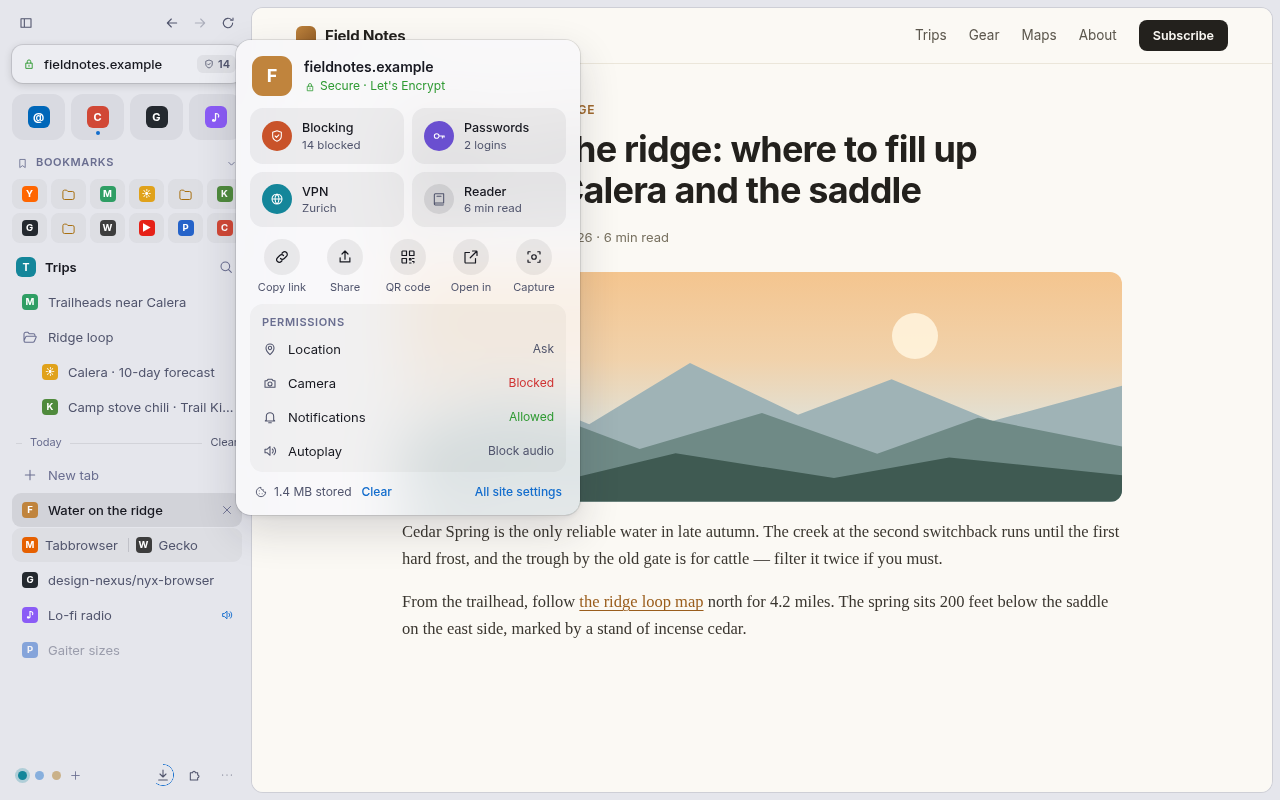 fieldnotes.example
14
@
C
G
BOOKMARKS
Y
M
K
G
W
P
C
T
Trips
M
Trailheads near Calera
Ridge loop
Calera · 10-day forecast
K
Camp stove chili · Trail Ki…
Today
Clear
New tab
F
Water on the ridge
M
Tabbrowser
W
Gecko
G
design-nexus/nyx-browser
Lo-fi radio
P
Gaiter sizes
F
fieldnotes.example
Secure · Let's Encrypt
Blocking
14 blocked
Passwords
2 logins
VPN
Zurich
Reader
6 min read
Copy link
Share
QR code
Open in
Capture
PERMISSIONS
Location
Ask
Camera
Blocked
Notifications
Allowed
Autoplay
Block audio
1.4 MB stored
Clear
All site settings
Field Notes
Trips
Gear
Maps
About
Subscribe
GE
he ridge: where to fill up
Calera and the saddle
26 · 6 min read
Cedar Spring is the only reliable water in late autumn. The creek at the second switchback runs until the first
hard frost, and the trough by the old gate is for cattle — filter it twice if you must.
From the trailhead, follow the ridge loop map north for 4.2 miles. The spring sits 200 feet below the saddle
on the east side, marked by a stand of incense cedar.